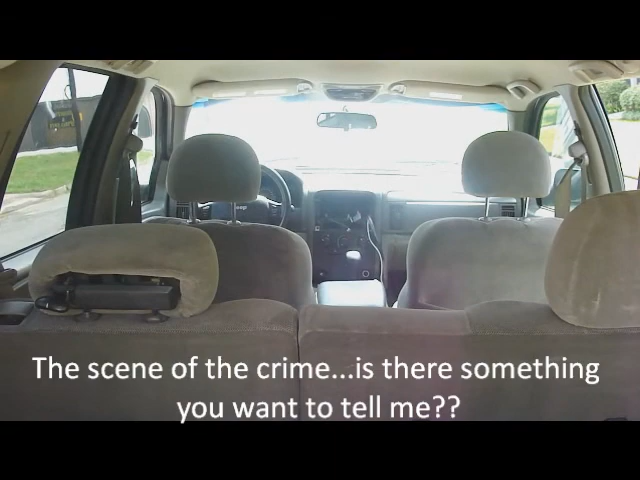 The scene of the crime...is there something
you want to tell me??